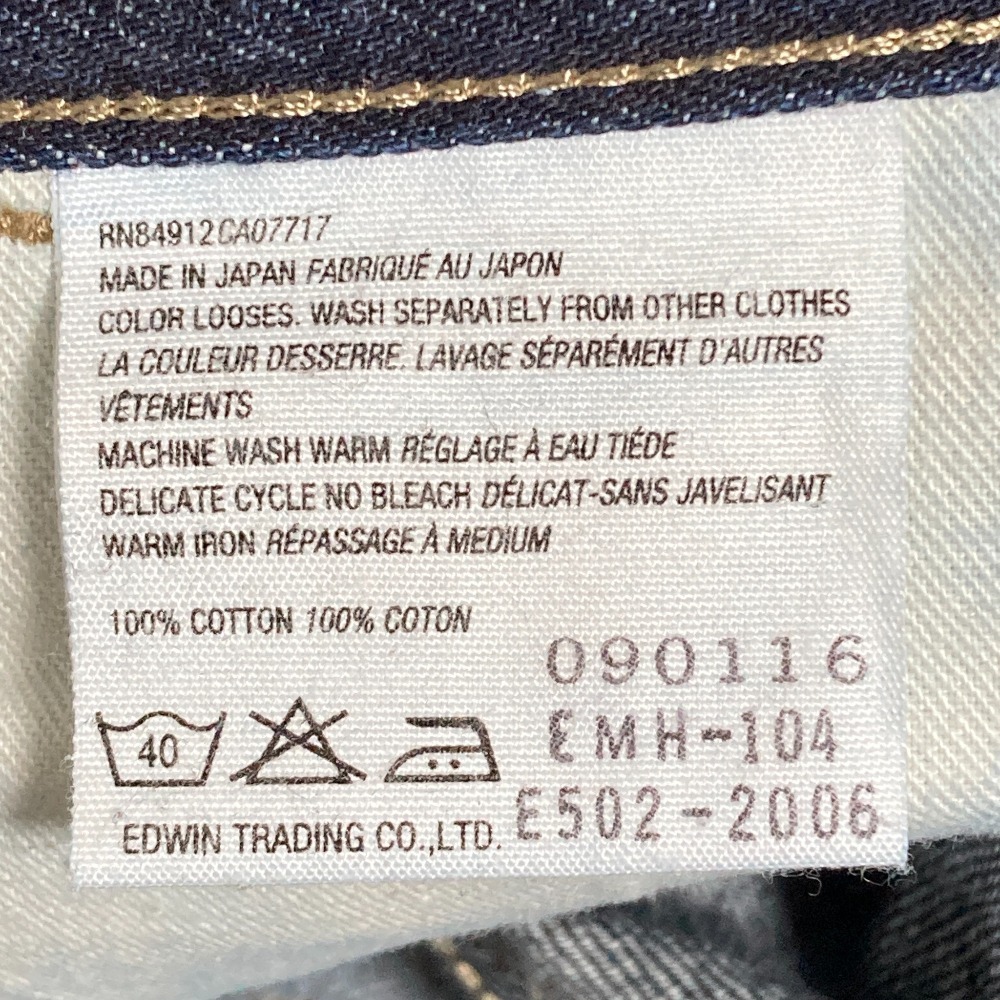 RN84912 CA07717
MADE IN JAPAN FABRIQUÉ AU JAPON
COLOR LOOSES. WASH SEPARATELY FROM OTHER CLOTHES
LA COULEUR DESSERRE. LAVAGE SÉPARÉMENT D'AUTRES
VÊTEMENTS
MACHINE WASH WARM RÉGLAGE À EAU TIÉDE
DELICATE CYCLE NO BLEACH DÉLICAT-SANS JAVELISANT
WARM IRON RÉPASSAGE À MEDIUM
100% COTTON 100% COTON
090116
EMH-104
40
EDWIN TRADING CO.,LTD.
E502-2006